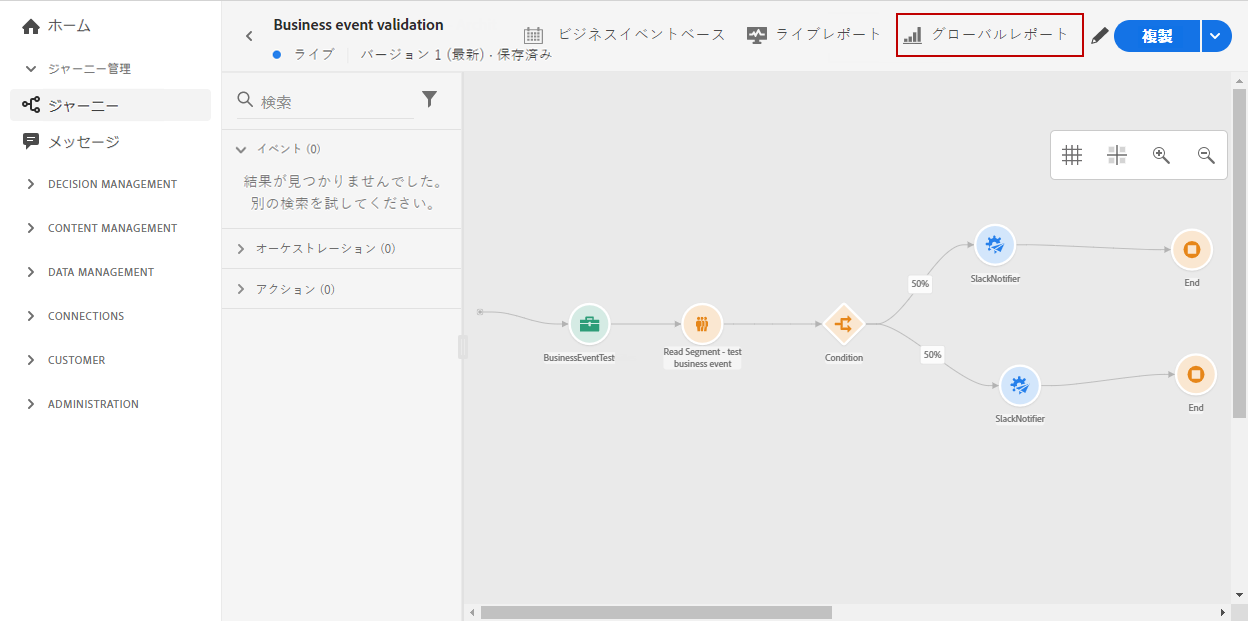 ホーム
ジャーニー管理
ジャーニー
メッセージ
DECISION MANAGEMENT
CONTENT MANAGEMENT
DATA MANAGEMENT
CONNECTIONS
CUSTOMER
ADMINISTRATION
Business event validation
ライブ
バージョン 1 (最新)・保存済み
ビジネスイベントベース
ライブレポート
グローバルレポート
複製
検索
イベント (0)
結果が見つかりませんでした。
別の検索を試してください。
オーケストレーション (0)
アクション (0)
BusinessEventTest
Read Segment - test
business event
Condition
50%
50%
SlackNotifier
End
SlackNotifier
End